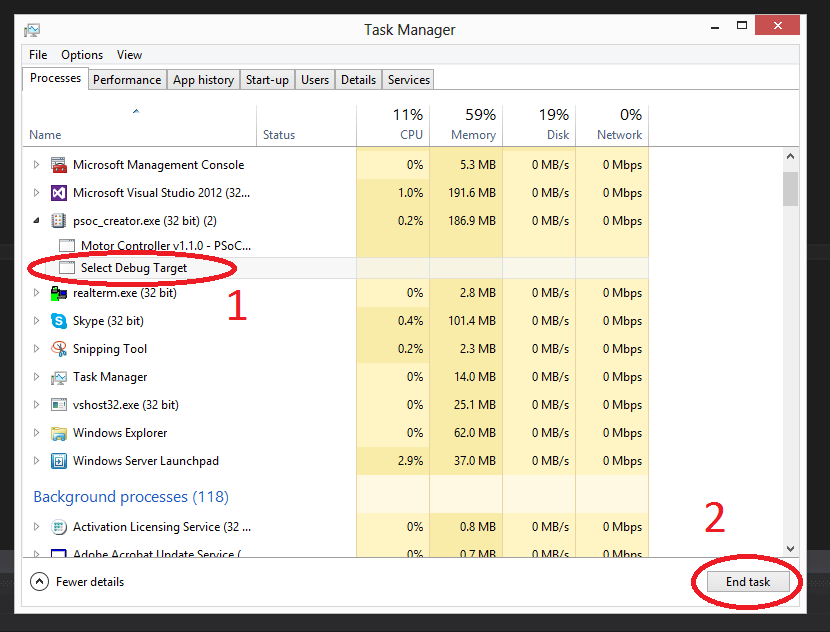 Task Manager
File Options View
Processes Performance App history Start-up Users Details Services
11% 59% 19% 0%
Name Status CPU Memory Disk Network
Microsoft Management Console 0% 5.3 MB 0 MB/s 0 Mbps
Microsoft Visual Studio 2012 (32... 1.0% 191.6 MB 0 MB/s 0 Mbps
psoc_creator.exe (32 bit) (2) 0.2% 186.9 MB 0 MB/s 0 Mbps
Motor Controller v1.1.0 - PSoC...
Select Debug Target
1
realterm.exe (32 bit) 0% 2.8 MB 0 MB/s 0 Mbps
Skype (32 bit) 0.4% 101.4 MB 0 MB/s 0 Mbps
Snipping Tool 0.2% 2.3 MB 0 MB/s 0 Mbps
Task Manager 0% 14.0 MB 0 MB/s 0 Mbps
vshost32.exe (32 bit) 0% 25.1 MB 0 MB/s 0 Mbps
Windows Explorer 0% 62.0 MB 0 MB/s 0 Mbps
Windows Server Launchpad 2.9% 37.0 MB 0 MB/s 0 Mbps
Background processes (118)
2
Activation Licensing Service (32 ... 0% 0.8 MB 0 MB/s 0 Mbps
Adobe Acrobat Update Service ( 0% 0.7 MB 0 MB/s 0 Mbps
Fewer details
End task